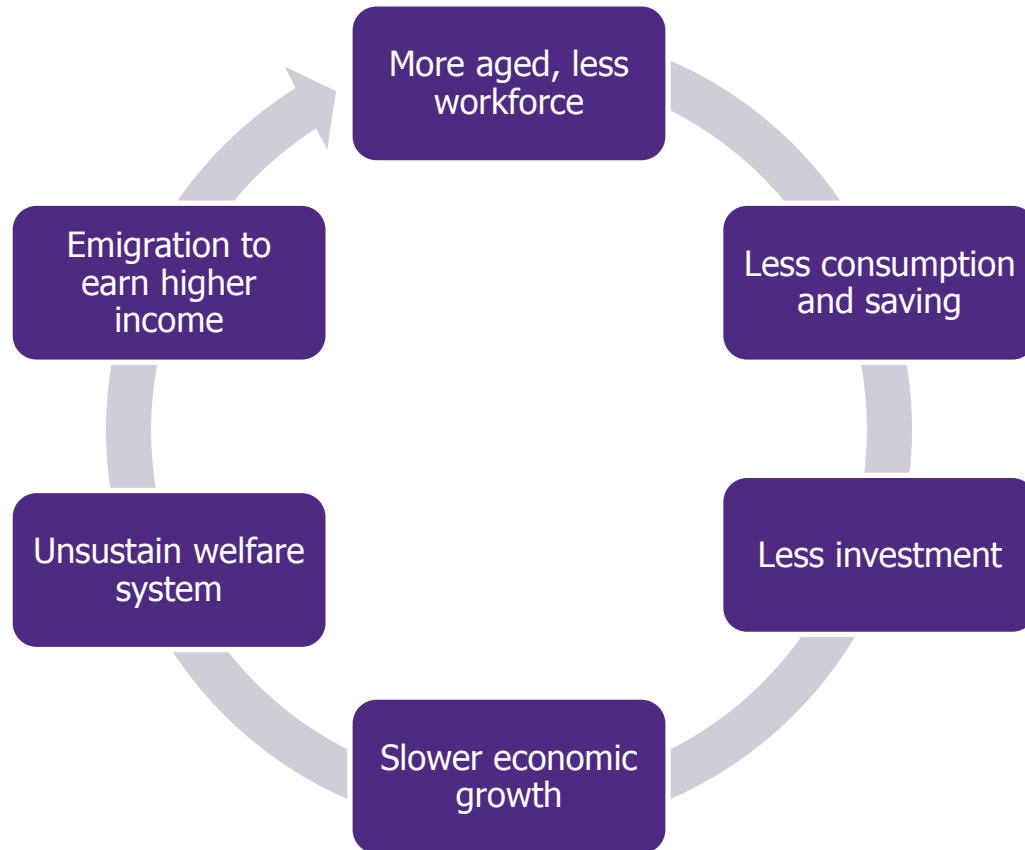 More aged, less
workforce
Less consumption
and saving
Less investment
Slower economic
growth
Unsustain welfare
system
Emigration to
earn higher
income